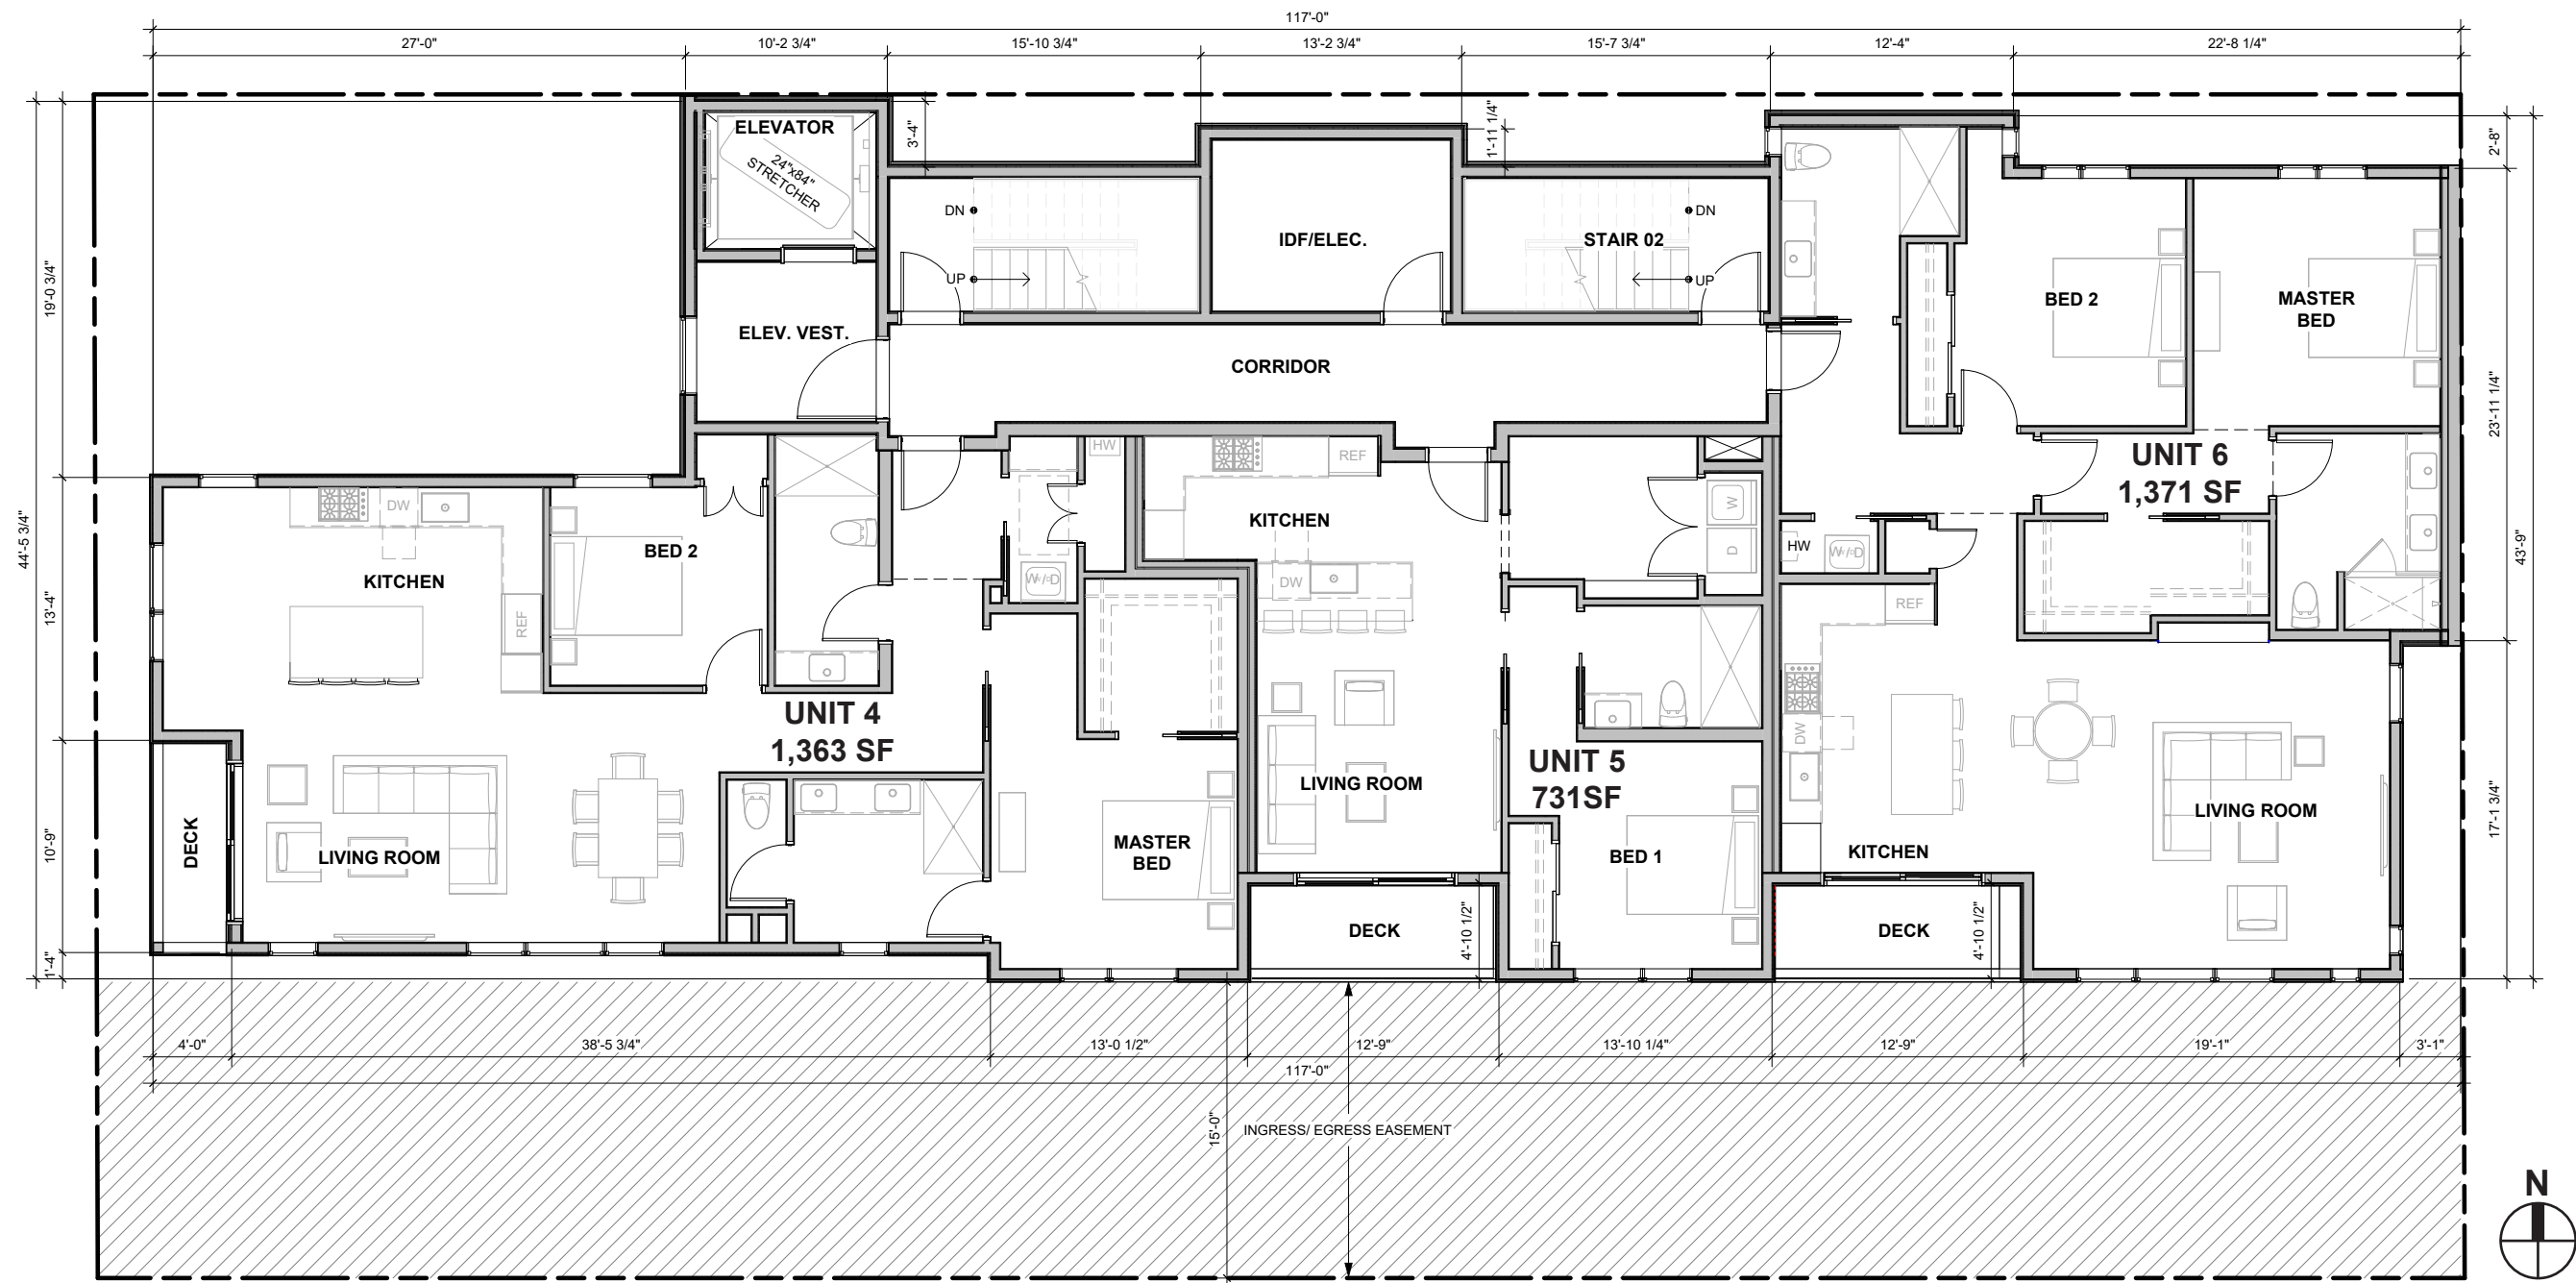 117'-0"
27'-0"
10'-2 3/4"
15'-10 3/4"
13'-2 3/4"
15'-7 3/4"
12'-4"
22'-8 1/4"
3'-4"
1'-11 1/4"
2'-8"
ELEVATOR
24"x84"
STRETCHER
DN
UP
IDF/ELEC.
STAIR 02
DN
UP
19'-0 3/4"
ELEV. VEST.
CORRIDOR
BED 2
MASTER
BED
23'-11 1/4"
44'-5 3/4"
43'-9"
HW
REF
UNIT 6
1,371 SF
DW
KITCHEN
BED 2
KITCHEN
W
D
HW
W/D
W/D
DW
REF
REF
13'-4"
UNIT 4
1,363 SF
DW
UNIT 5
731SF
LIVING ROOM
LIVING ROOM
17'-1 3/4"
DECK
LIVING ROOM
MASTER
BED
BED 1
KITCHEN
10'-9"
DECK
4'-10 1/2"
DECK
4'-10 1/2"
1'-4"
4'-0"
38'-5 3/4"
13'-0 1/2"
12'-9"
13'-10 1/4"
12'-9"
19'-1"
3'-1"
117'-0"
15'-0"
INGRESS/ EGRESS EASEMENT
N